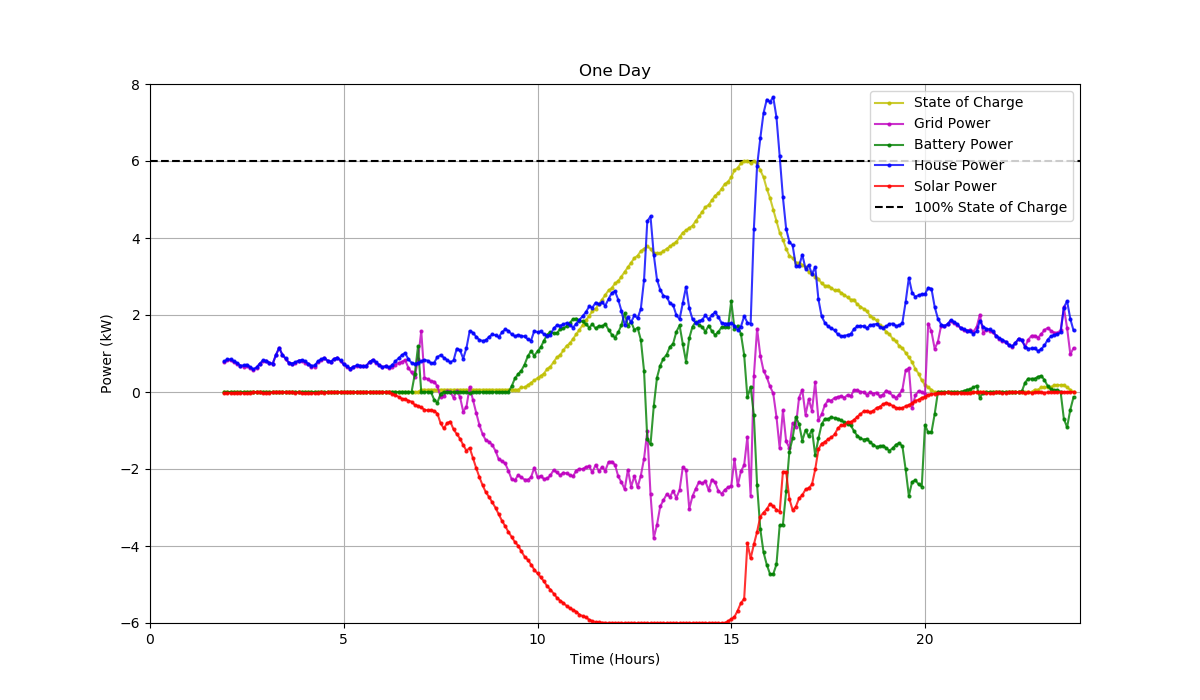 One Day
8
6
4
2
0
−2
−4
−6
Power (kW)
State of Charge
Grid Power
Battery Power
House Power
Solar Power
100% State of Charge
0 5 10 15 20
Time (Hours)